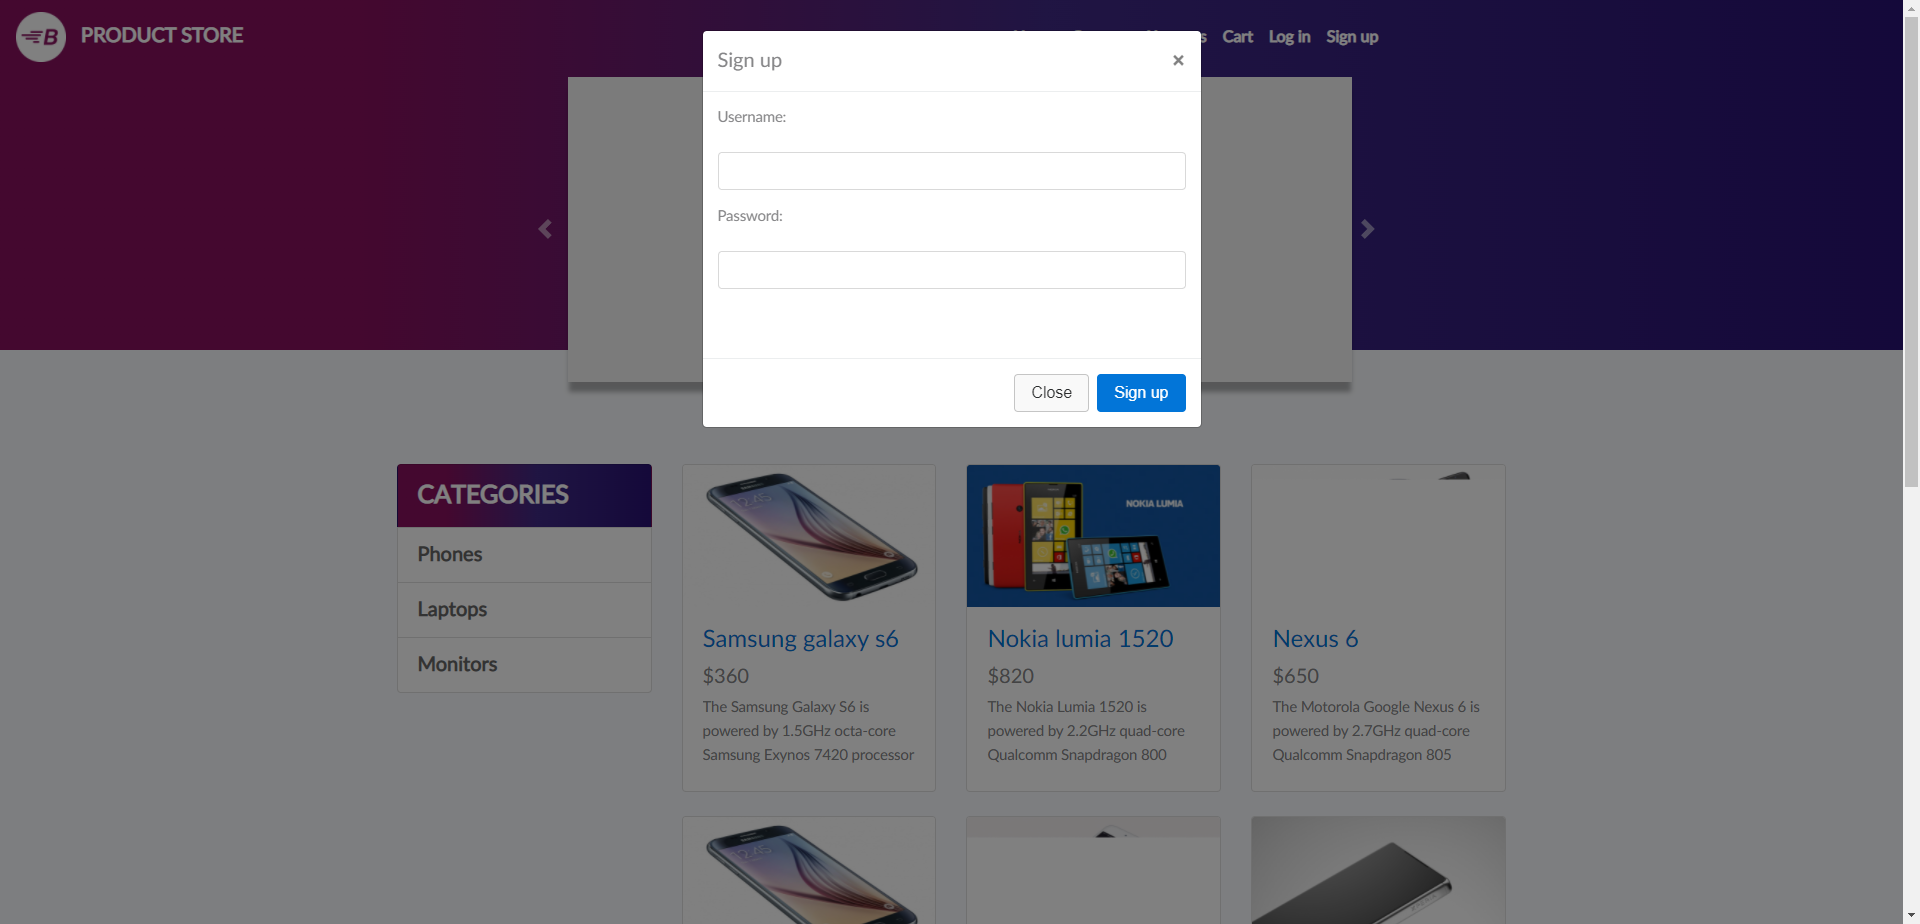 PRODUCT STORE
Cart Log in Sign up
Sign up
×
Username:
Password:
Close
Sign up
CATEGORIES
Phones
Laptops
Monitors
NOKIA LUMIA
Samsung galaxy s6
$360
The Samsung Galaxy S6 is
powered by 1.5GHz octa-core
Samsung Exynos 7420 processor
Nokia lumia 1520
$820
The Nokia Lumia 1520 is
powered by 2.2GHz quad-core
Qualcomm Snapdragon 800
Nexus 6
$650
The Motorola Google Nexus 6 is
powered by 2.7GHz quad-core
Qualcomm Snapdragon 805